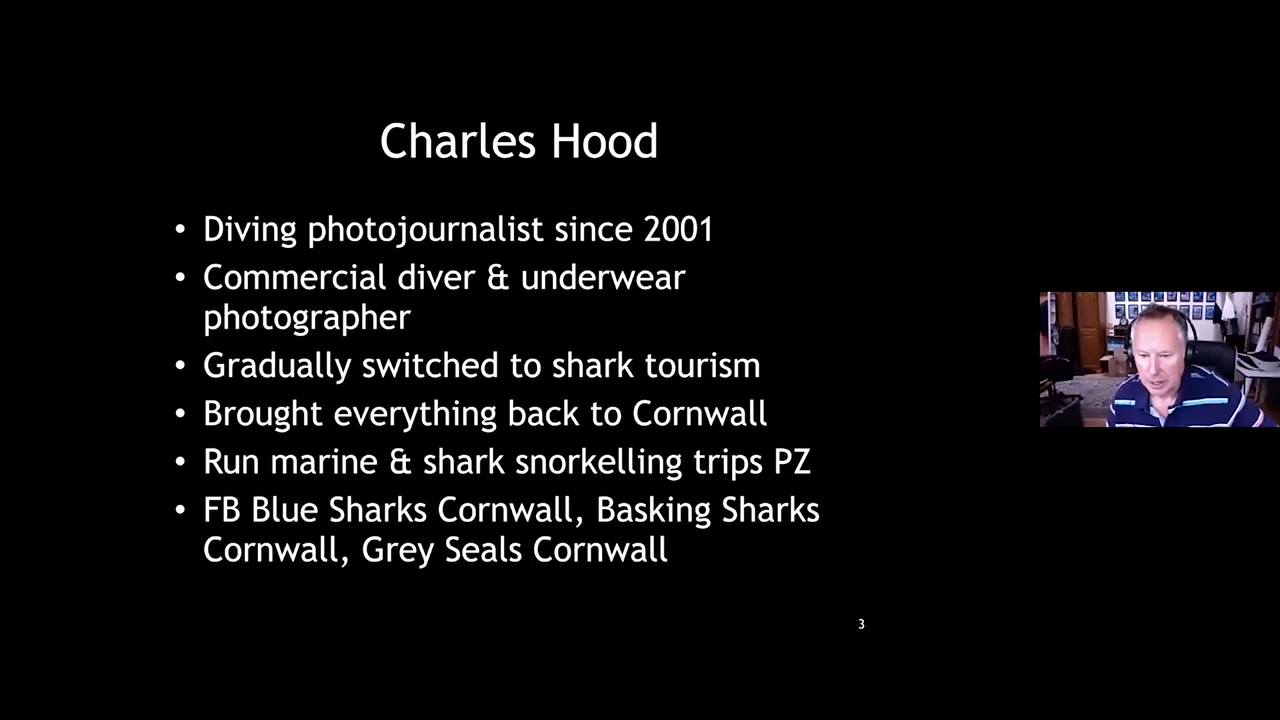 Charles Hood
• Diving photojournalist since 2001
• Commercial diver & underwear
photographer
• Gradually switched to shark tourism
• Brought everything back to Cornwall
• Run marine & shark snorkelling trips PZ
• FB Blue Sharks Cornwall, Basking Sharks
Cornwall, Grey Seals Cornwall
3